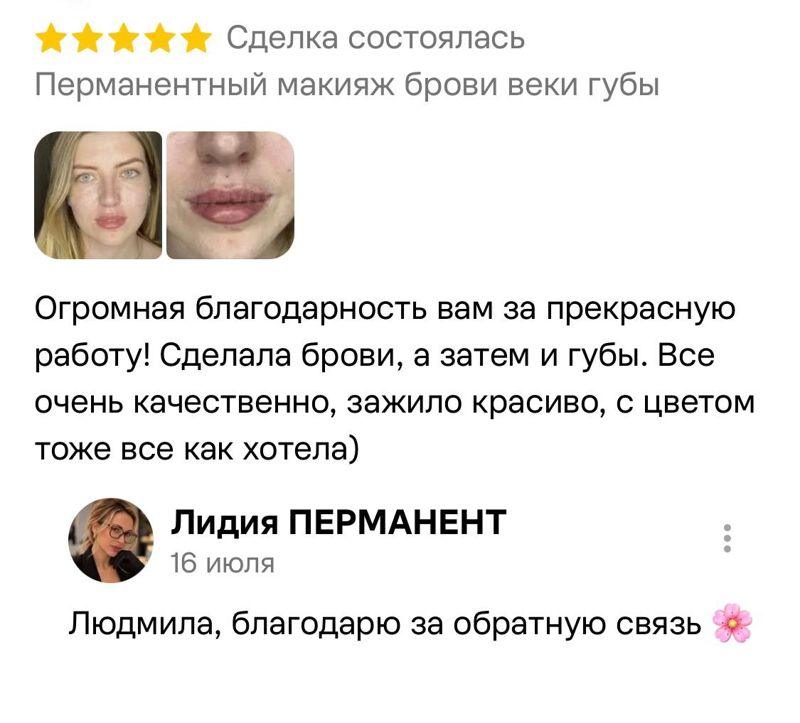 Сделка состоялась
Перманентный макияж брови веки губы
Огромная благодарность вам за прекрасную
работу! Сделала брови, а затем и губы. Все
очень качественно, зажило красиво, с цветом
тоже все как хотела)
Лидия ПЕРМАНЕНТ
16 июля
Людмила, благодарю за обратную связь 🌸